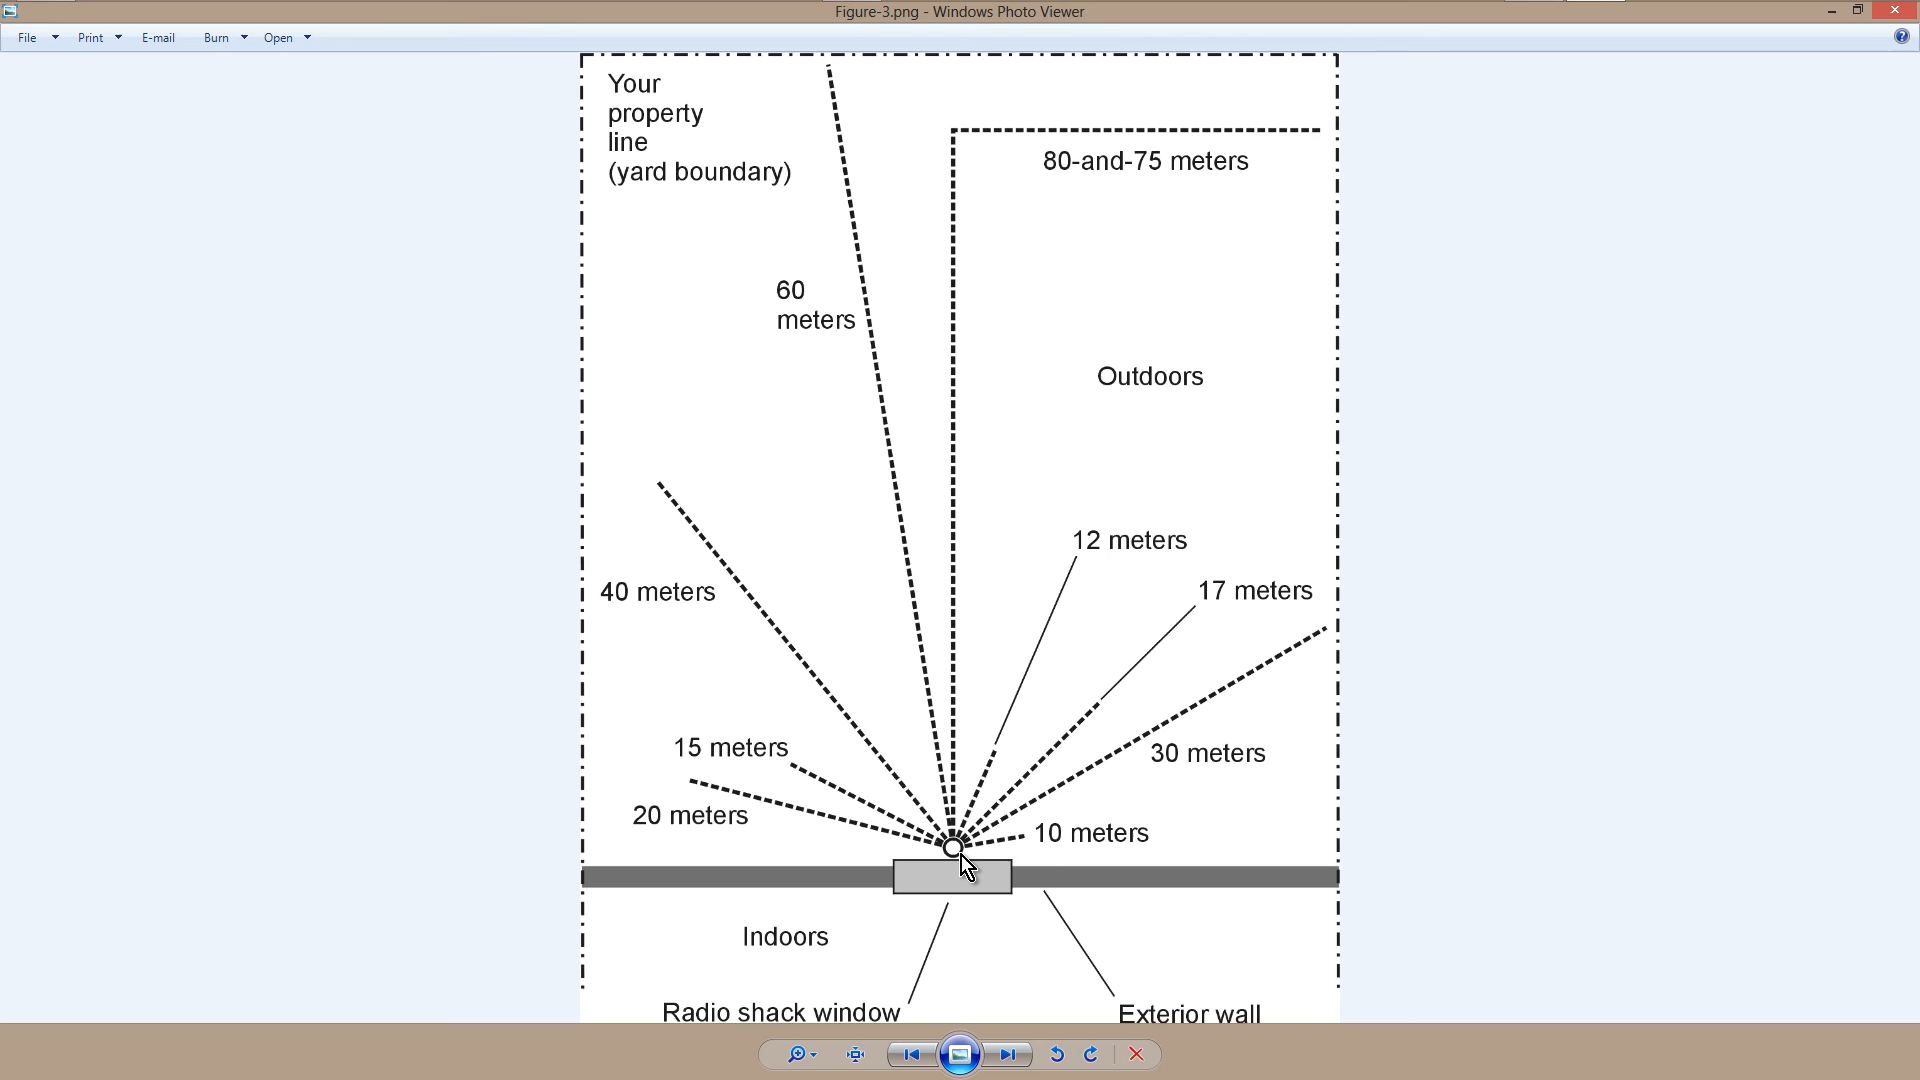 Figure-3.png - Windows Photo Viewer
File Print E-mail Burn Open
Your
property
line
(yard boundary)
80-and-75 meters
60
meters
Outdoors
12 meters
40 meters
17 meters
15 meters
30 meters
20 meters
10 meters
Indoors
Radio shack window
Exterior wall